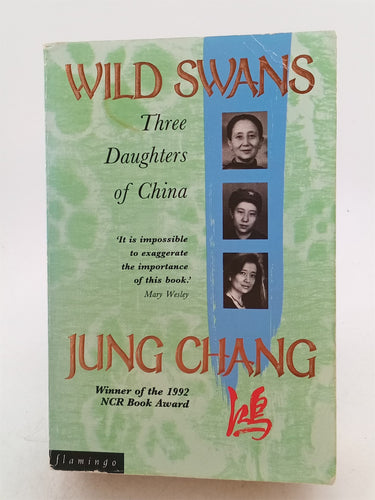 WILD SWANS
Three
Daughters
of China
'It is impossible
to exaggerate
the importance
of this book.'
Mary Wesley
JUNG CHANG
Winner of the 1992
NCR Book Award
鴻
flamingo